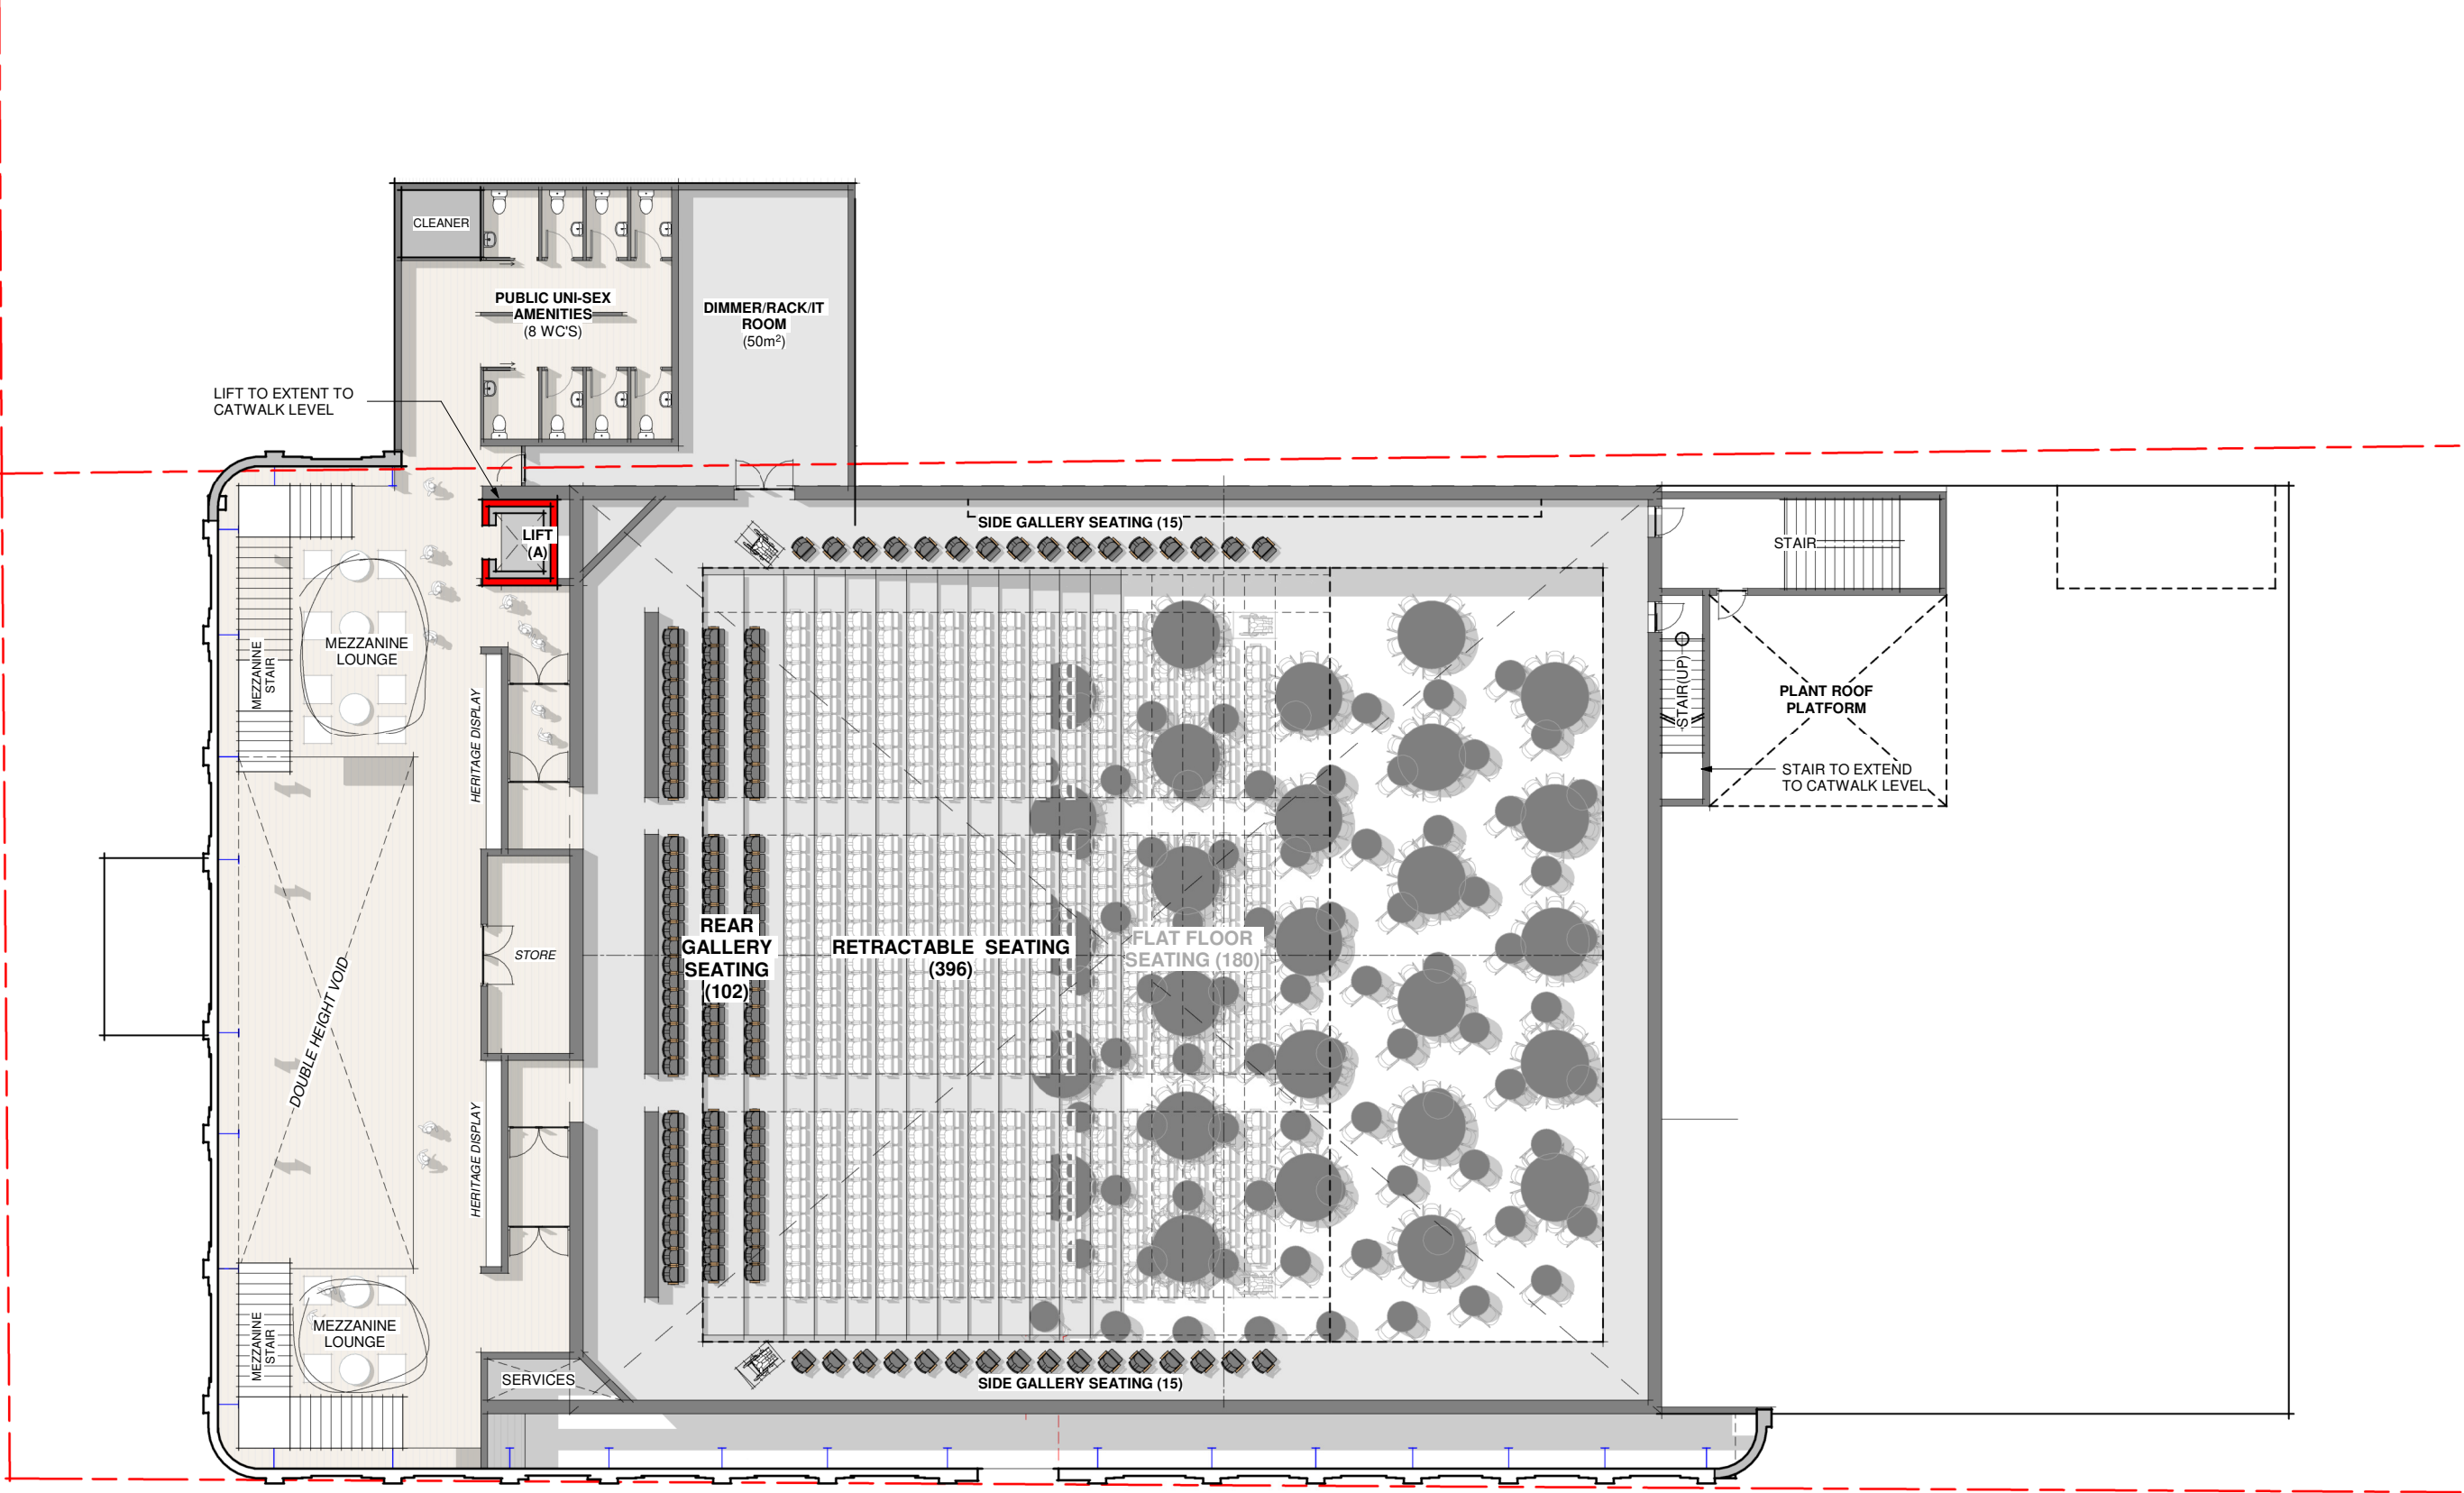 CLEANER
PUBLIC UNI-SEX
AMENITIES
(8 WC'S)
DIMMER/RACK/IT
ROOM
(50m²)
LIFT TO EXTENT TO
CATWALK LEVEL
LIFT
(A)
SIDE GALLERY SEATING (15)
STAIR
MEZZANINE
STAIR
MEZZANINE
LOUNGE
HERITAGE DISPLAY
STAIR(UP)
PLANT ROOF
PLATFORM
STAIR TO EXTEND
TO CATWALK LEVEL
STORE
REAR
GALLERY
SEATING
(102)
RETRACTABLE SEATING
(396)
FLAT FLOOR
SEATING (180)
DOUBLE HEIGHT VOID
HERITAGE DISPLAY
MEZZANINE
STAIR
MEZZANINE
LOUNGE
SERVICES
SIDE GALLERY SEATING (15)